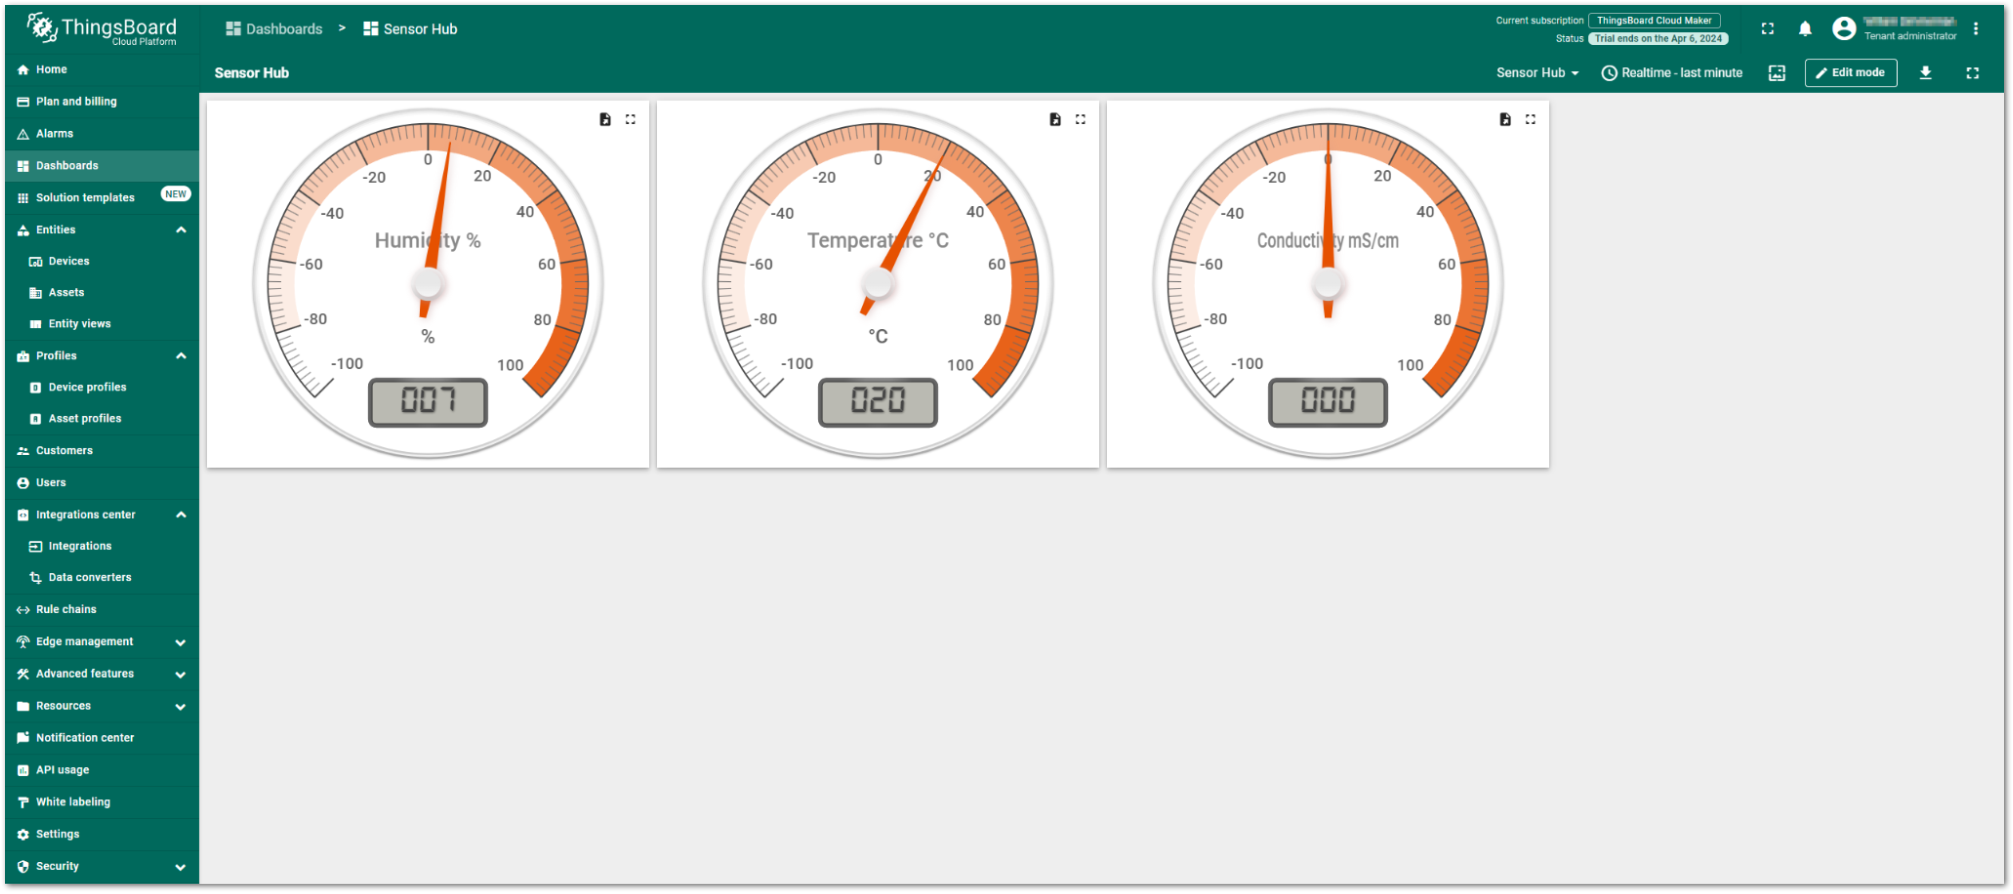 ThingsBoard
Cloud Platform
Dashboards > Sensor Hub
Current subscription ThingsBoard Cloud Maker
Status Trial ends on the Apr 6, 2024
Tenant administrator
Sensor Hub
Sensor Hub Realtime - last minute Edit mode
Home
Plan and billing
Alarms
Dashboards
Solution templates NEW
Entities
Devices
Assets
Entity views
Profiles
Device profiles
Asset profiles
Customers
Users
Integrations center
Integrations
Data converters
Rule chains
Edge management
Advanced features
Resources
Notification center
API usage
White labeling
Settings
Security
-100
-80
-60
-40
-20
0
20
40
60
80
100
Humidity %
%
007
-100
-80
-60
-40
-20
0
20
40
60
80
100
Temperature °C
°C
020
-100
-80
-60
-40
-20
0
20
40
60
80
100
Conductivity mS/cm
000